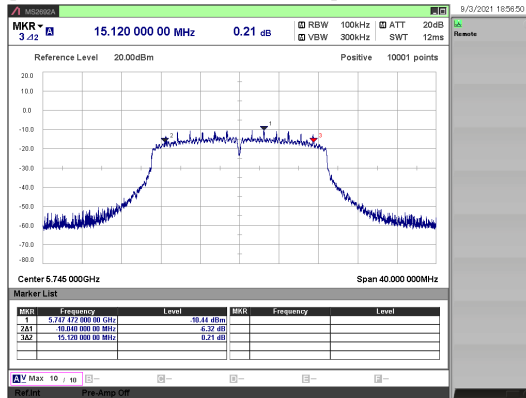 MS2692A
9/3/2021 18:56:50
MKR
3Δ2
A
15.120 000 00 MHz
0.21 dB
M RBW 100kHz M ATT 20dB
M VBW 300kHz SWT 12ms
Remote
Reference Level 20.00dBm
Positive 10001 points
20.0
10.0
0.0
-10.0
-20.0
-30.0
-40.0
-50.0
-60.0
-70.0
-80.0
2
1
3
Center 5.745 000GHz
Span 40.000 000MHz
Marker List
MKR Frequency Level MKR Frequency Level
1 5.747 472 000 00 GHz -10.44 dBm
2Δ1 -10.040 000 00 MHz -6.32 dB
3Δ2 15.120 000 00 MHz 0.21 dB
A V Max 10 / 10 B -- C -- D -- E -- F --
Ref.Int Pre-Amp Off